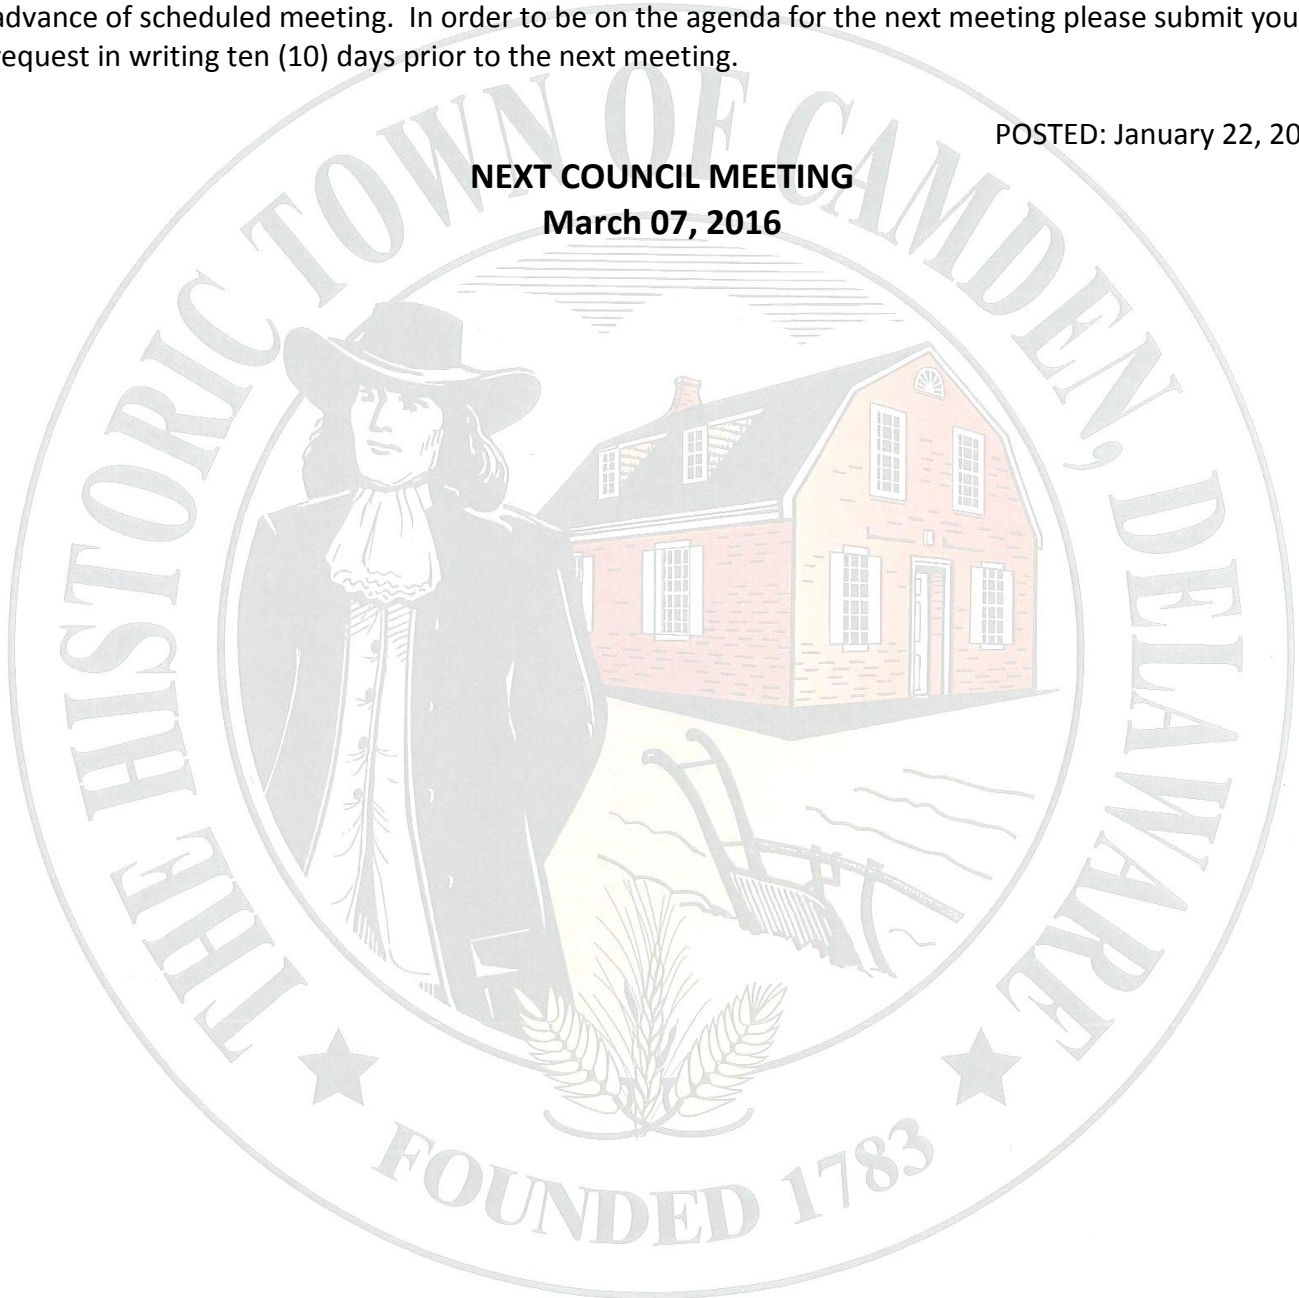 advance of scheduled meeting.  In order to be on the agenda for the next meeting please submit you
request in writing ten (10) days prior to the next meeting.
POSTED: January 22, 20
NEXT COUNCIL MEETING
March 07, 2016
THE HISTORIC TOWN OF CAMDEN, DELAWARE
FOUNDED 1783